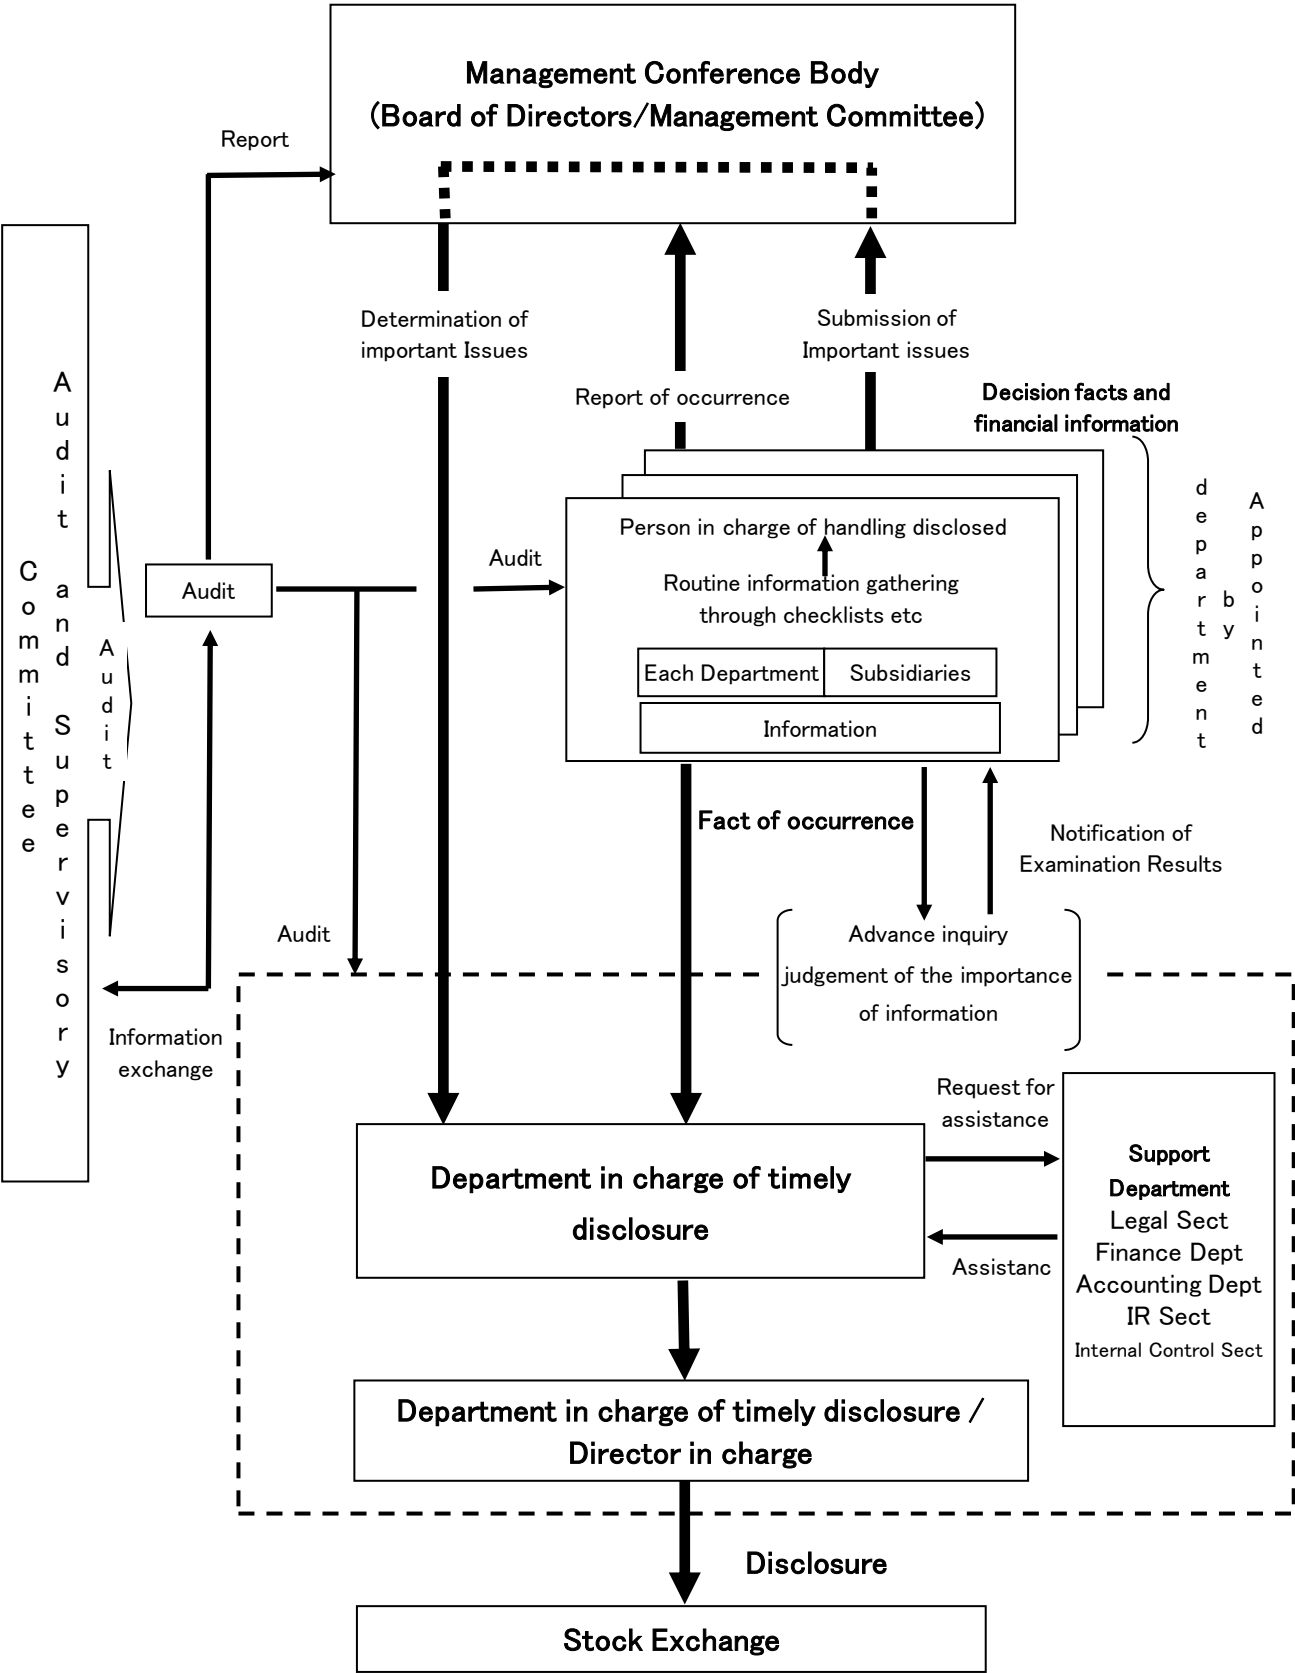 Management Conference Body
(Board of Directors/Management Committee)
Report
Determination of
important Issues
Submission of
Important issues
Report of occurrence
Decision facts and
financial information
Audit and Supervisory
Committee
Audit
Audit
Audit
Person in charge of handling disclosed
Routine information gathering
through checklists etc
Each Department
Subsidiaries
Information
Appointed
by
department
Fact of occurrence
Notification of
Examination Results
Audit
Advance inquiry
judgement of the importance
of information
Information
exchange
Request for
assistance
Department in charge of timely
disclosure
Assistanc
Support
Department
Legal Sect
Finance Dept
Accounting Dept
IR Sect
Internal Control Sect
Department in charge of timely disclosure /
Director in charge
Disclosure
Stock Exchange